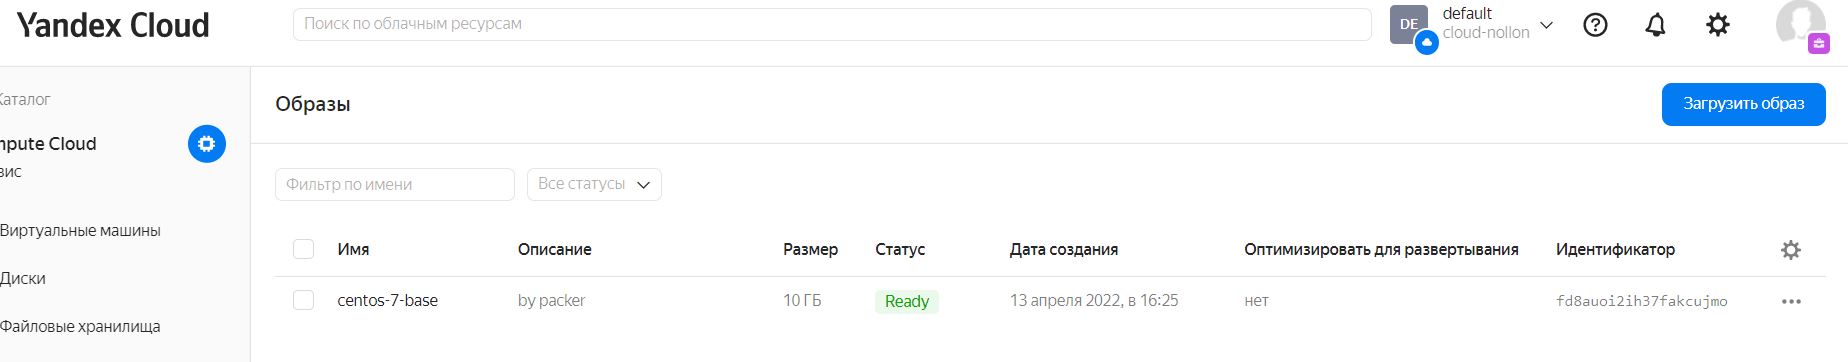 Yandex Cloud
Поиск по облачным ресурсам
DE
default
cloud-nollon
Каталог
mpute Cloud
вис
Виртуальные машины
Диски
Файловые хранилища
Образы
Загрузить образ
Фильтр по имени
Все статусы
Имя Описание Размер Статус Дата создания Оптимизировать для развертывания Идентификатор
centos-7-base by packer 10 ГБ Ready 13 апреля 2022, в 16:25 нет fd8auoi2ih37fakcujmo